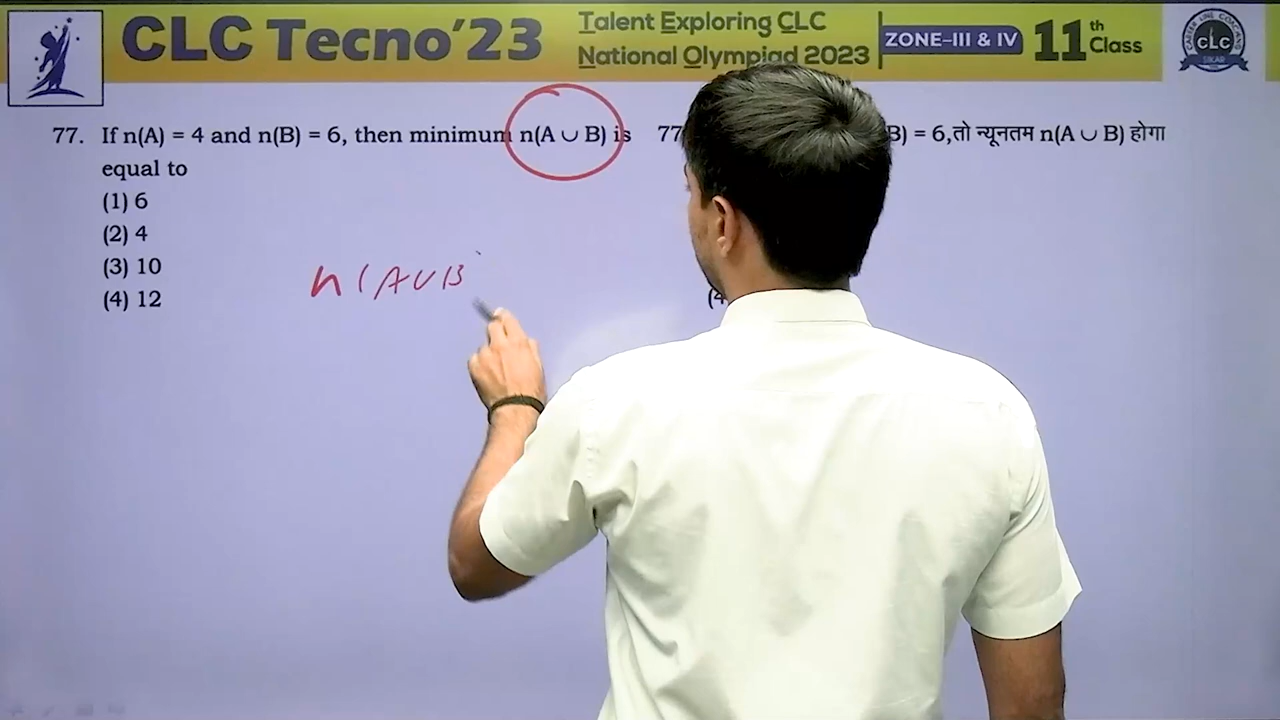 CLC Tecno'23
Talent Exploring CLC
National Olympiad 2023
ZONE–III & IV
11th Class
CLC
SIKAR
77. If n(A) = 4 and n(B) = 6, then minimum n(A ∪ B) is
equal to
(1) 6
(2) 4
(3) 10
(4) 12
77
B) = 6,तो न्यूनतम n(A ∪ B) होगा
(4
n(A∪B